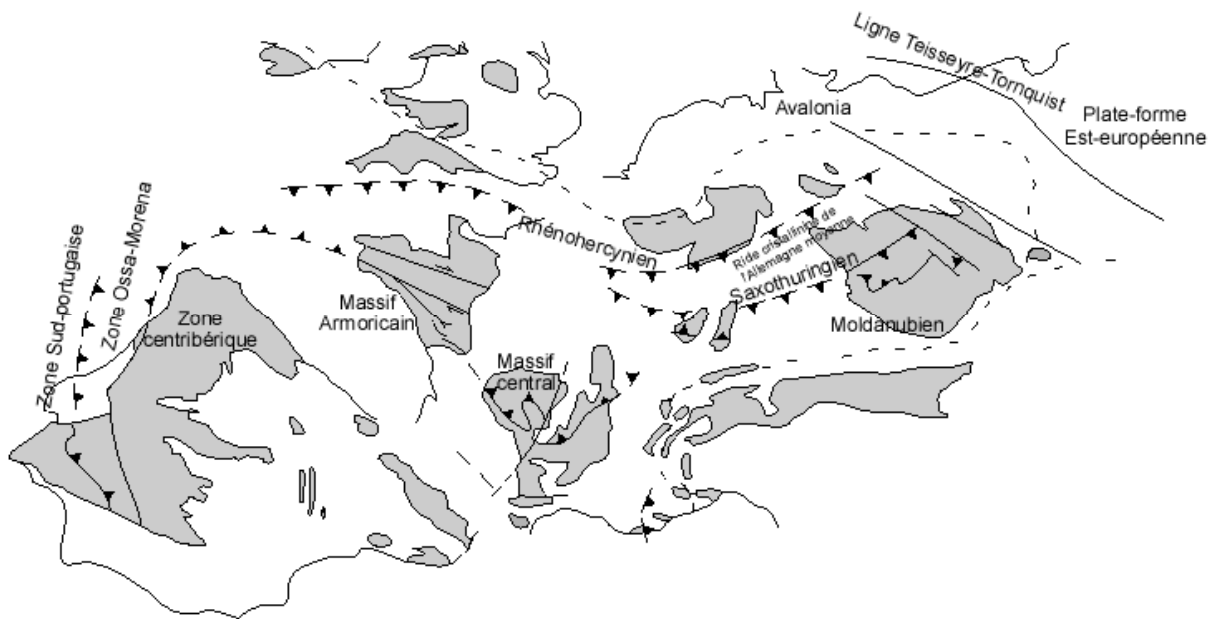 Ligne Teisseyre-Tornquist
Avalonia
Plate-forme
Est-européenne
Rhénohercynien
Ride cristallinine de
l'Allemagne moyenne
Saxothuringien
Moldanubien
Zone Sud-portugaise
Zone Ossa-Morena
Zone
centribérique
Massif
Armoricain
Massif
central